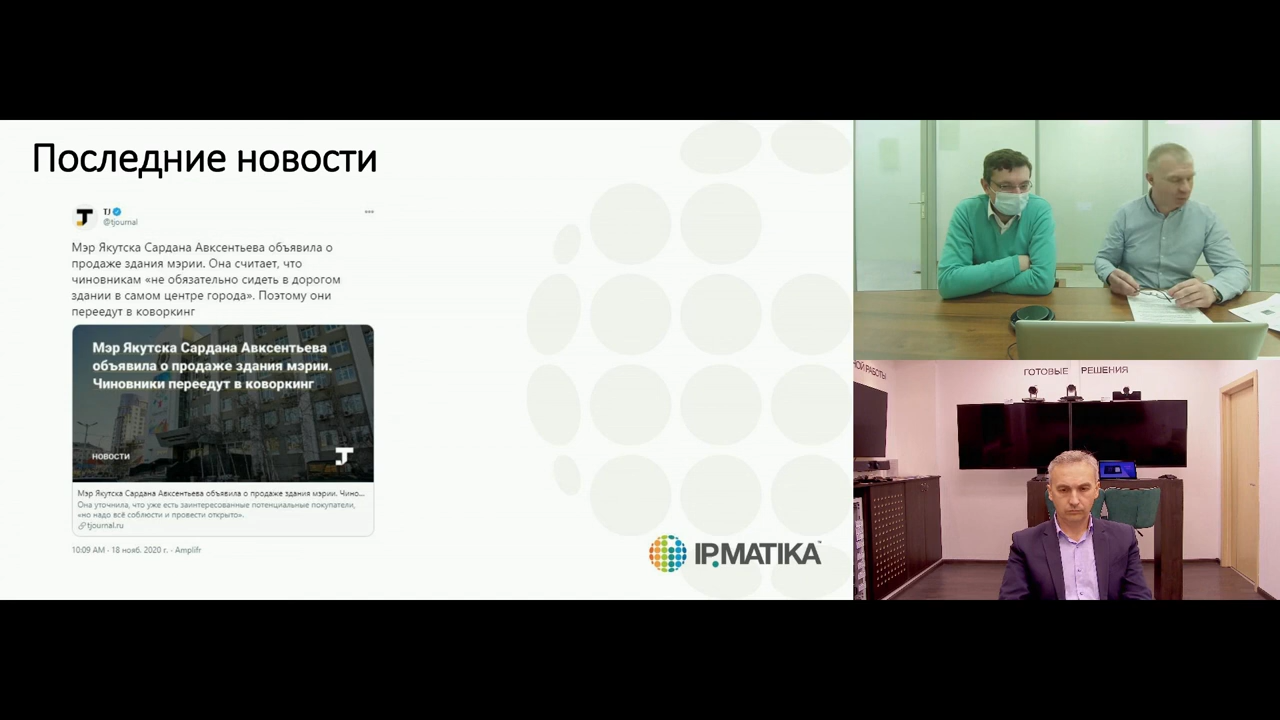 Последние новости
TJ
@tjournal
Мэр Якутска Сардана Авксентьева объявила о
продаже здания мэрии. Она считает, что
чиновникам «не обязательно сидеть в дорогом
здании в самом центре города». Поэтому они
переедут в коворкинг
Мэр Якутска Сардана Авксентьева
объявила о продаже здания мэрии.
Чиновники переедут в коворкинг
НОВОСТИ
Мэр Якутска Сардана Авксентьева объявила о продаже здания мэрии. Чино...
Она уточнила, что уже есть заинтересованные потенциальные покупатели,
«но надо всё соблюсти и провести открыто».
tjournal.ru
10:09 AM · 18 нояб. 2020 г. · Amplifr
IPMATIKA™
НОЙ РАБОТЫ
ГОТОВЫЕ РЕШЕНИЯ